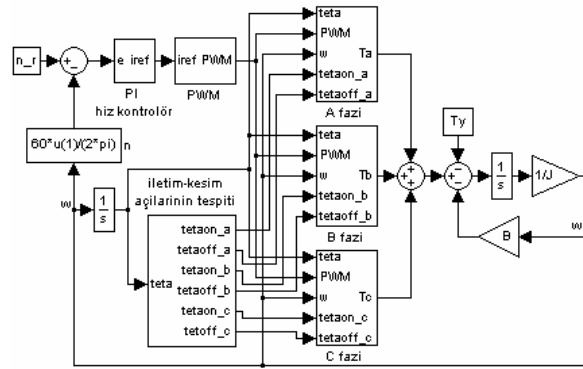 n_r
e iref
PI
hiz kontrolör
iref PWM
PWM
60*u(1)/(2*pi)
n
w
1
s
iletim-kesim
açilarinin tespiti
teta
tetaon_a
tetaoff_a
tetaon_b
tetaoff_b
tetaon_c
tetoff_c
teta
PWM
w
Ta
tetaon_a
tetaoff_a
A fazi
teta
PWM
w
Tb
tetaon_b
tetaoff_b
B fazi
teta
PWM
w
Tc
tetaon_c
tetaoff_c
C fazi
Ty
1
s
1/J
B
w